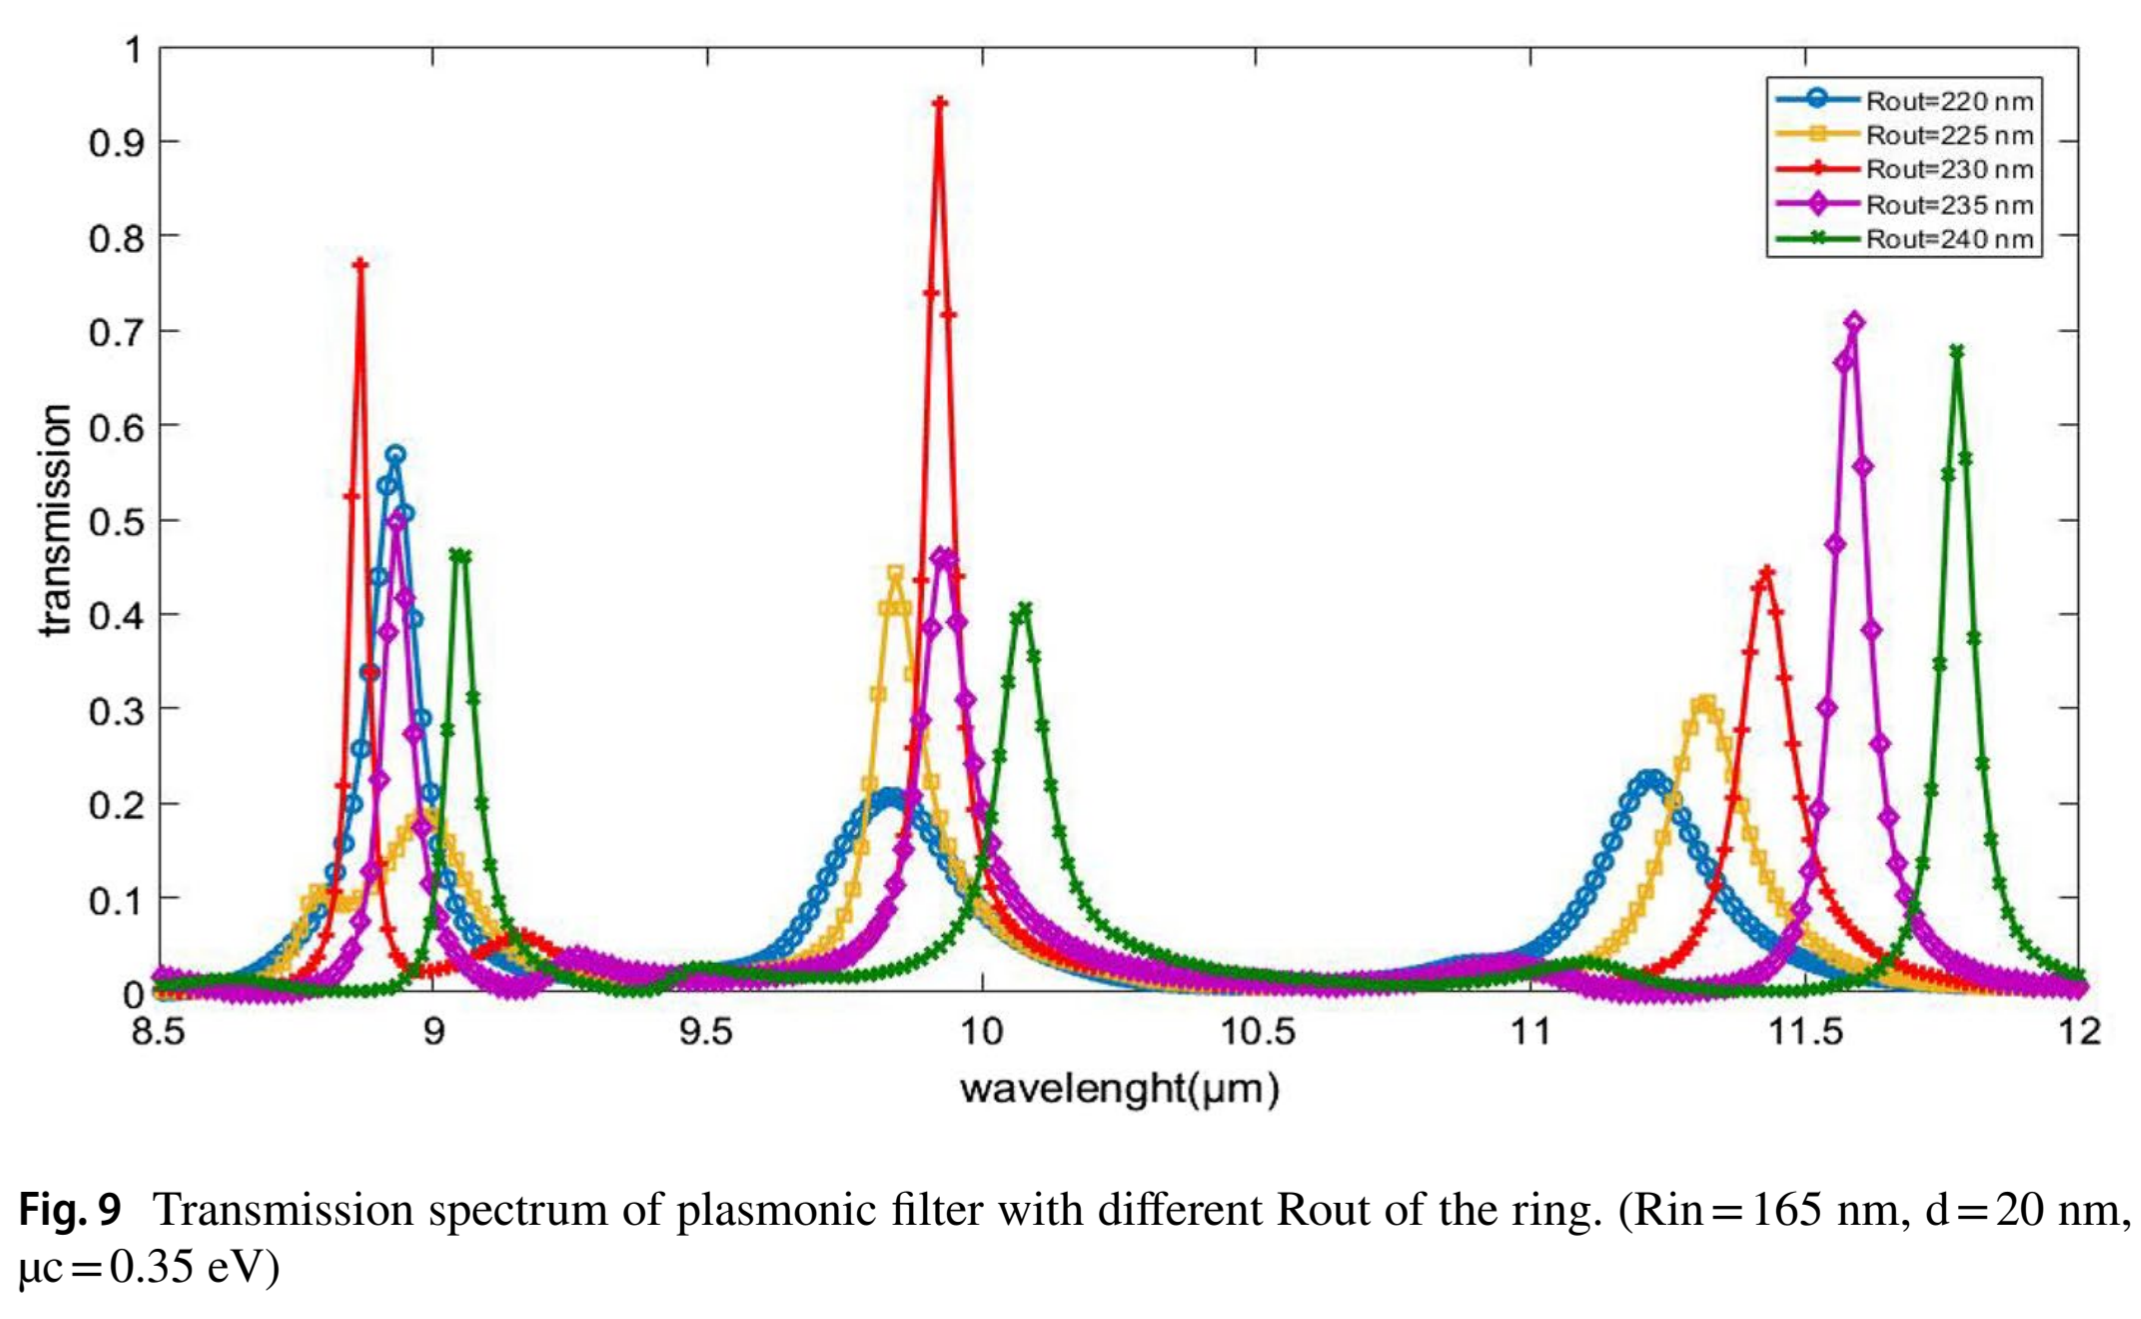 1
0.9
0.8
0.7
0.6
0.5
0.4
0.3
0.2
0.1
0
transmission
8.5 9 9.5 10 10.5 11 11.5 12
wavelenght(μm)
Rout=220 nm
Rout=225 nm
Rout=230 nm
Rout=235 nm
Rout=240 nm
Fig. 9 Transmission spectrum of plasmonic filter with different Rout of the ring. (Rin = 165 nm, d = 20 nm,
μc = 0.35 eV)